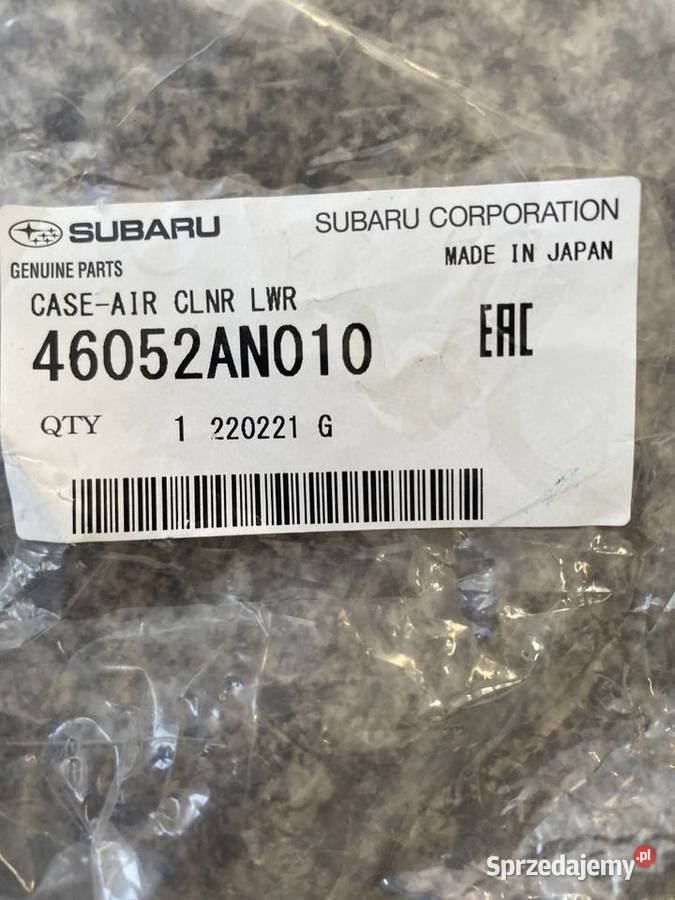 SUBARU
SUBARU CORPORATION
GENUINE PARTS
MADE IN JAPAN
CASE-AIR CLNR LWR
46052AN010
EAC
QTY 1 220221 G
Sprzedajemy.pl